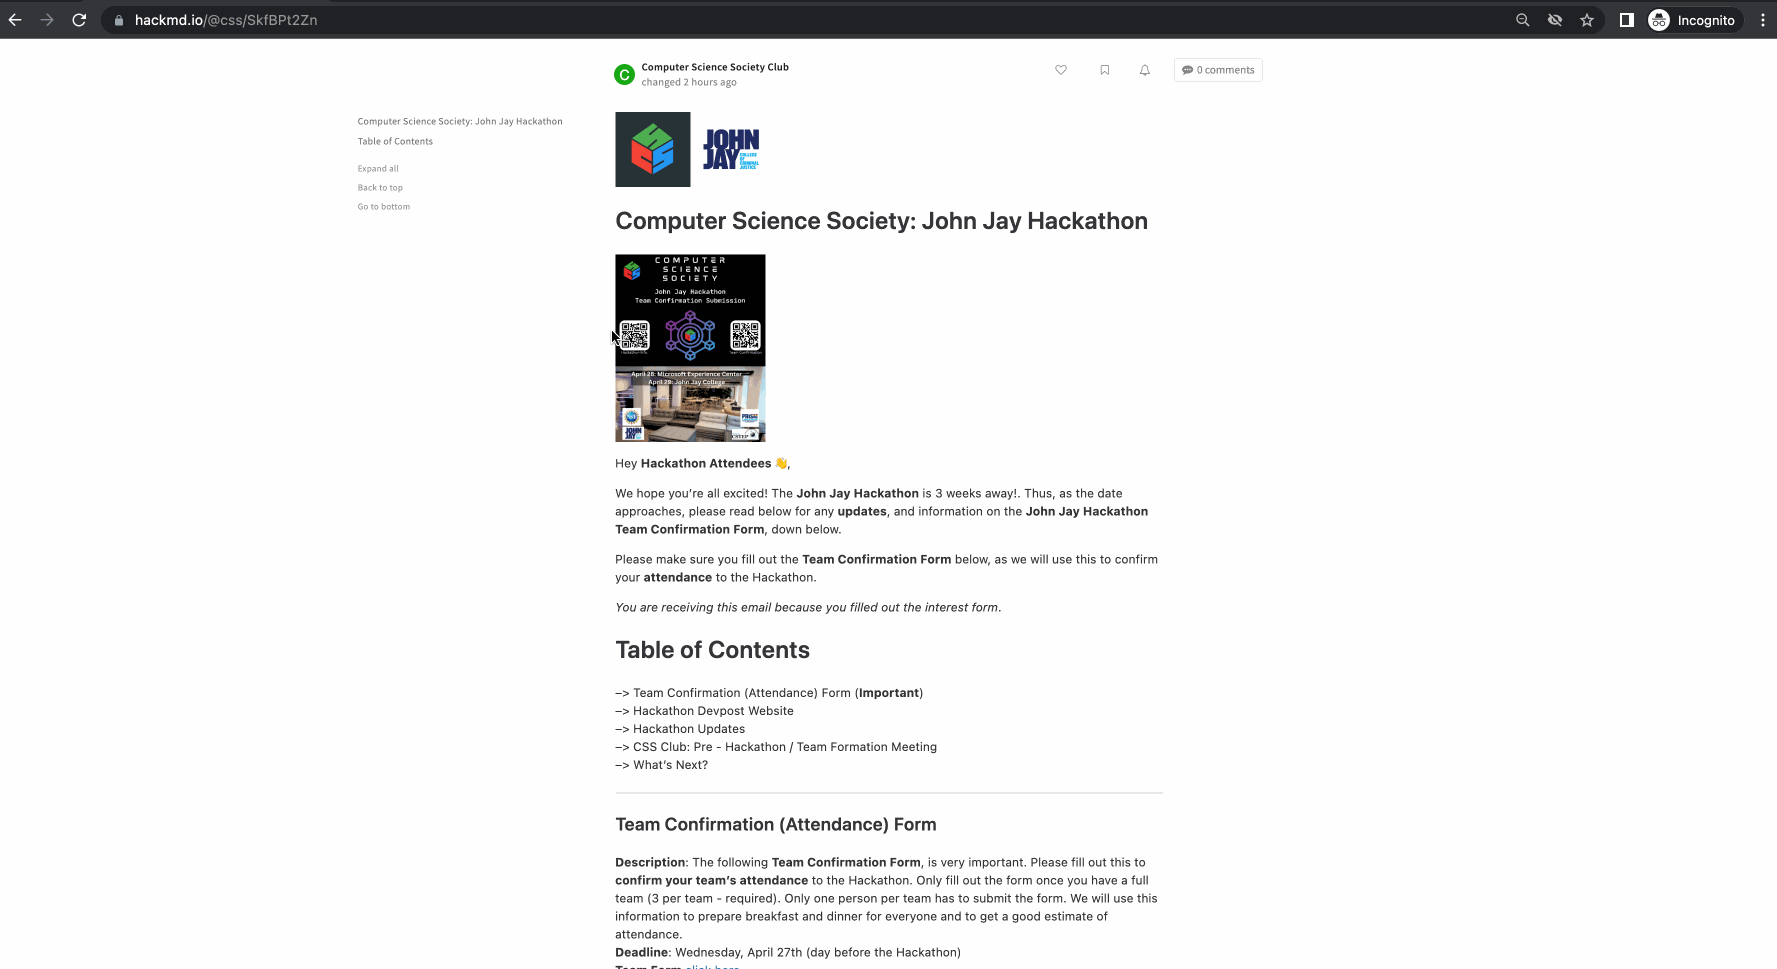 hackmd.io/@css/SkfBPt2Zn
Incognito
C
Computer Science Society Club
changed 2 hours ago
0 comments
Computer Science Society: John Jay Hackathon
Table of Contents
Expand all
Back to top
Go to bottom
JOHN
JAY
COLLEGE
OF
CRIMINAL
JUSTICE
Computer Science Society: John Jay Hackathon
COMPUTER
SCIENCE
SOCIETY
John Jay Hackathon
Team Confirmation Submission
April 28: Microsoft Experience Center
April 29: John Jay College
JOHN
JAY
CSTEP
Hey Hackathon Attendees 👋,
We hope you’re all excited! The John Jay Hackathon is 3 weeks away!. Thus, as the date
approaches, please read below for any updates, and information on the John Jay Hackathon
Team Confirmation Form, down below.
Please make sure you fill out the Team Confirmation Form below, as we will use this to confirm
your attendance to the Hackathon.
You are receiving this email because you filled out the interest form.
Table of Contents
–> Team Confirmation (Attendance) Form (Important)
–> Hackathon Devpost Website
–> Hackathon Updates
–> CSS Club: Pre - Hackathon / Team Formation Meeting
–> What’s Next?
Team Confirmation (Attendance) Form
Description: The following Team Confirmation Form, is very important. Please fill out this to
confirm your team’s attendance to the Hackathon. Only fill out the form once you have a full
team (3 per team - required). Only one person per team has to submit the form. We will use this
information to prepare breakfast and dinner for everyone and to get a good estimate of
attendance.
Deadline: Wednesday, April 27th (day before the Hackathon)
Team Form click here